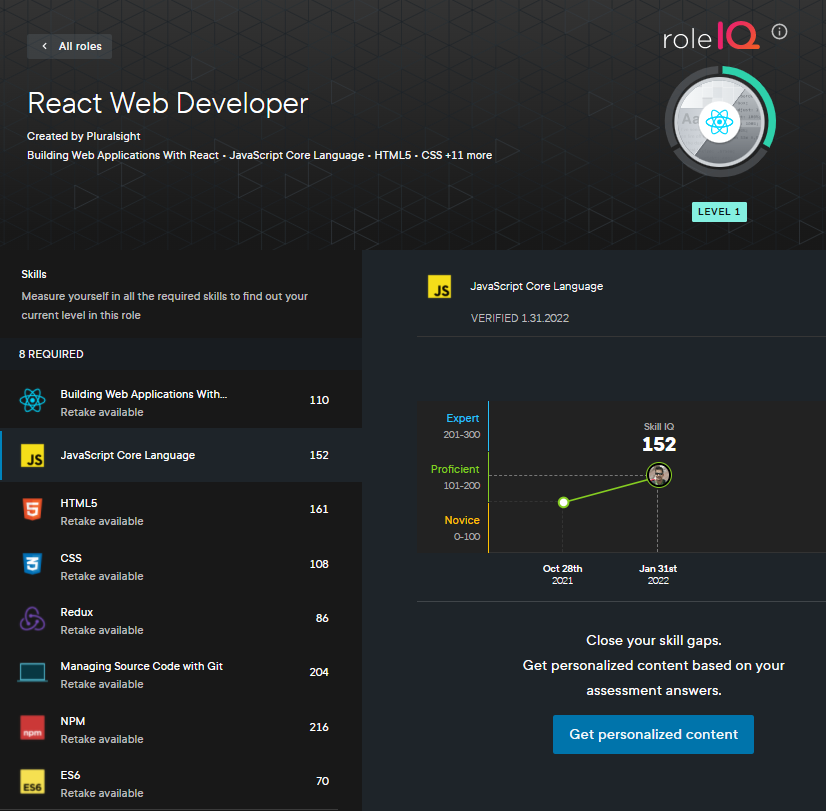 All roles
role IQ
React Web Developer
Created by Pluralsight
Building Web Applications With React • JavaScript Core Language • HTML5 • CSS +11 more
LEVEL 1
Skills
Measure yourself in all the required skills to find out your
current level in this role
8 REQUIRED
Building Web Applications With...
Retake available
110
JS
JavaScript Core Language
152
HTML5
Retake available
161
CSS
Retake available
108
Redux
Retake available
86
Managing Source Code with Git
Retake available
204
npm
NPM
Retake available
216
ES6
ES6
Retake available
70
JS
JavaScript Core Language
VERIFIED 1.31.2022
Expert
201-300
Proficient
101-200
Novice
0-100
Skill IQ
152
Oct 28th
2021
Jan 31st
2022
Close your skill gaps.
Get personalized content based on your
assessment answers.
Get personalized content